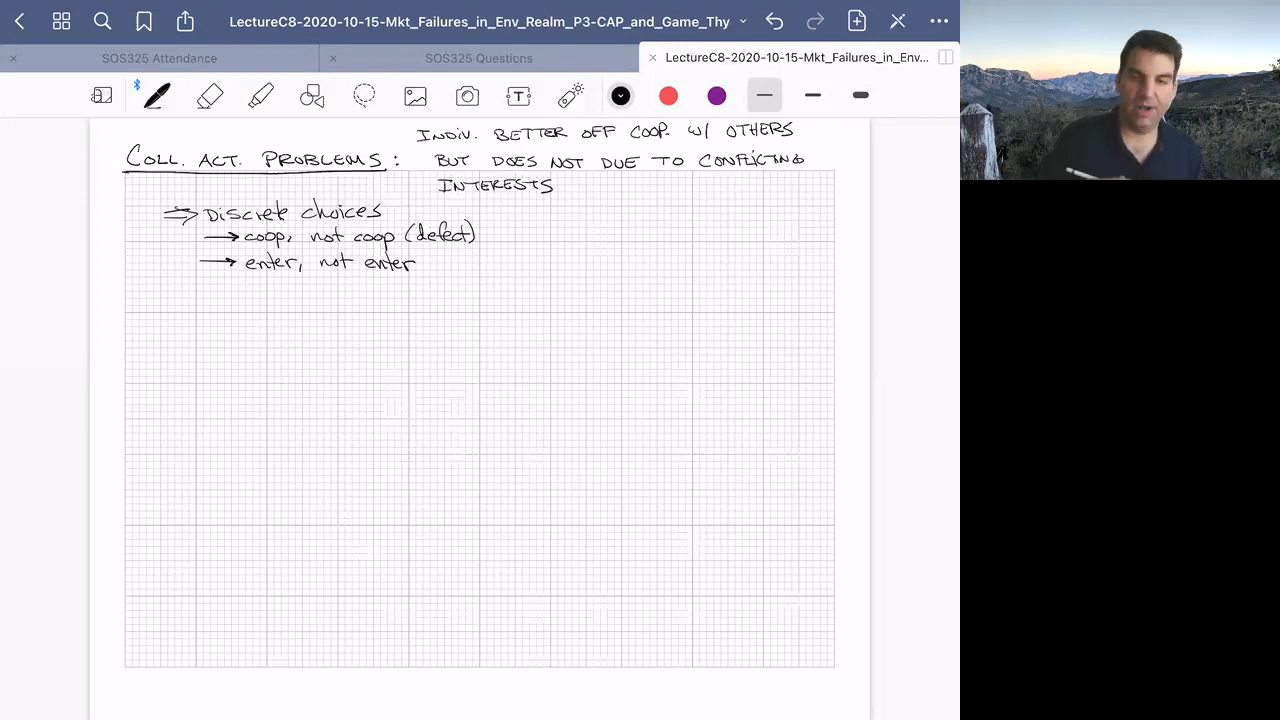 LectureC8-2020-10-15-Mkt_Failures_in_Env_Realm_P3-CAP_and_Game_Thy
SOS325 Attendance
SOS325 Questions
LectureC8-2020-10-15-Mkt_Failures_in_Env...
INDIV. BETTER OFF COOP. W/ OTHERS
COLL. ACT. PROBLEMS: BUT DOES NOT DUE TO CONFLICTING
INTERESTS
⇒ Discrete choices
→ coop, not coop (defect)
→ enter, not enter